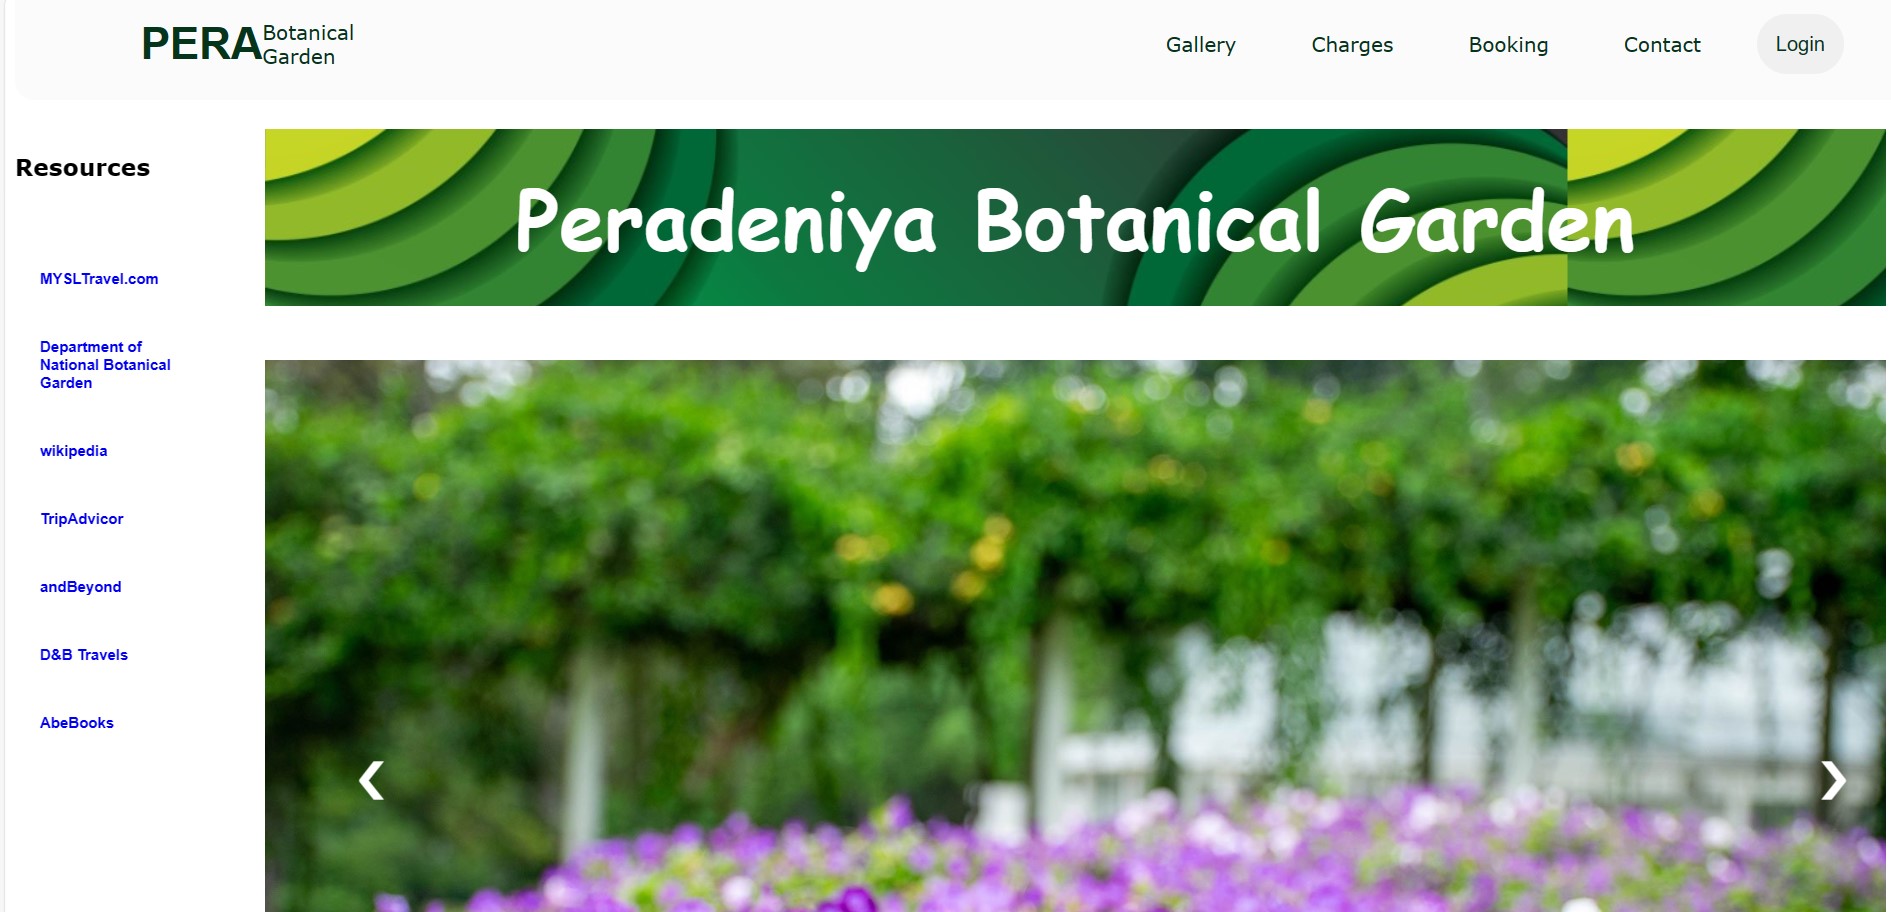 PERA
Botanical
Garden
Gallery
Charges
Booking
Contact
Login
Resources
MYSLTravel.com
Department of
National Botanical
Garden
wikipedia
TripAdvicor
andBeyond
D&B Travels
AbeBooks
Peradeniya Botanical Garden